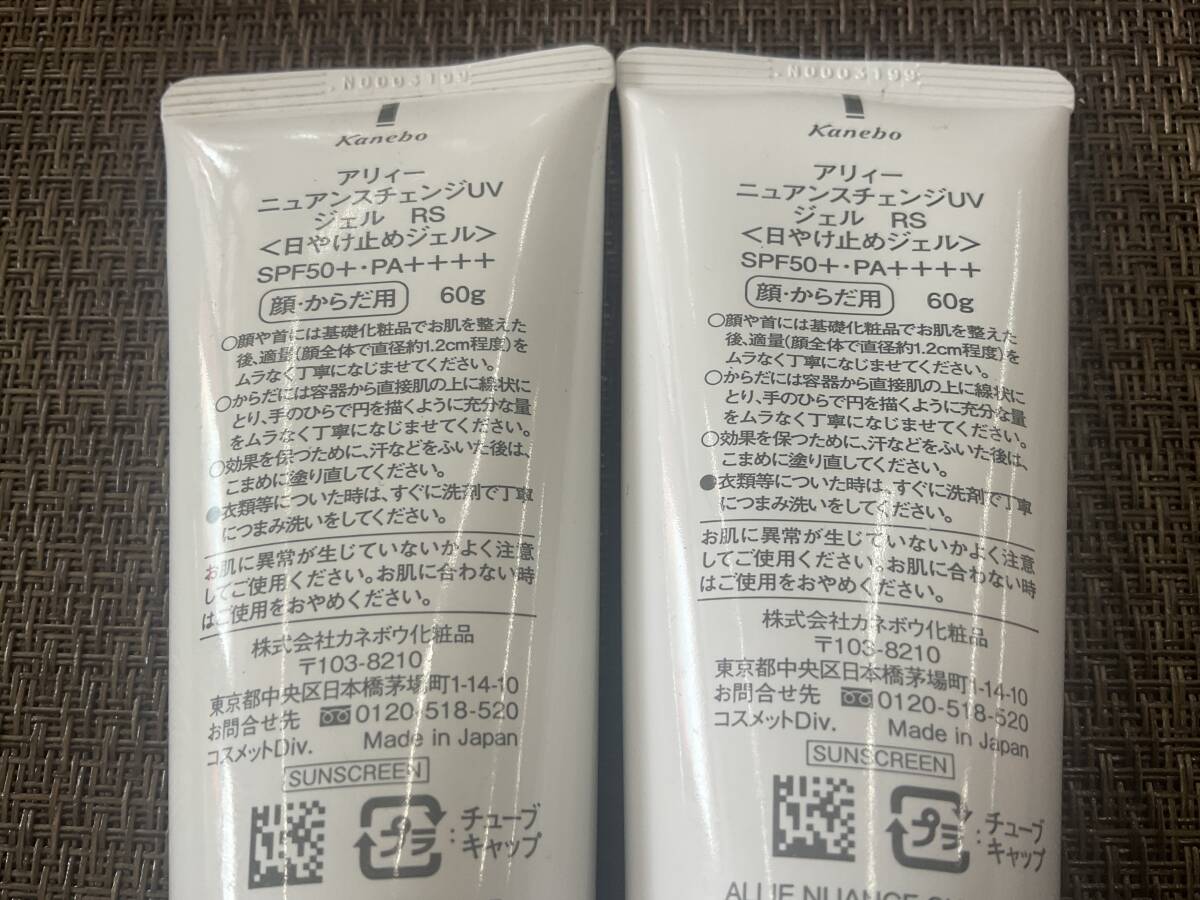 N0003199
Kanebo
アリィー
ニュアンスチェンジUV
ジェル RS
<日やけ止めジェル>
SPF50+・PA++++
顔・からだ用 60g
○顔や首には基礎化粧品でお肌を整えた
後、適量(顔全体で直径約1.2cm程度)を
ムラなく丁寧になじませてください。
○からだには容器から直接肌の上に線状に
とり、手のひらで円を描くように充分な量
をムラなく丁寧になじませてください。
○効果を保つために、汗などをふいた後は、
こまめに塗り直してください。
●衣類等についた時は、すぐに洗剤で丁寧
につまみ洗いをしてください。
お肌に異常が生じていないかよく注意
してご使用ください。お肌に合わない時
はご使用をおやめください。
株式会社カネボウ化粧品
〒103-8210
東京都中央区日本橋茅場町1-14-10
お問合せ先 0120-518-520
コスメットDiv. Made in Japan
SUNSCREEN
プラ :チューブ
キャップ
N0003199
Kanebo
アリィー
ニュアンスチェンジUV
ジェル RS
<日やけ止めジェル>
SPF50+・PA++++
顔・からだ用 60g
○顔や首には基礎化粧品でお肌を整えた
後、適量(顔全体で直径約1.2cm程度)を
ムラなく丁寧になじませてください。
○からだには容器から直接肌の上に線状に
とり、手のひらで円を描くように充分な量
をムラなく丁寧になじませてください。
○効果を保つために、汗などをふいた後は、
こまめに塗り直してください。
●衣類等についた時は、すぐに洗剤で丁寧
につまみ洗いをしてください。
お肌に異常が生じていないかよく注意
してご使用ください。お肌に合わない時
はご使用をおやめください。
株式会社カネボウ化粧品
〒103-8210
東京都中央区日本橋茅場町1-14-10
お問合せ先 0120-518-520
コスメットDiv. Made in Japan
SUNSCREEN
プラ :チューブ
キャップ
ALLIE NUANCE